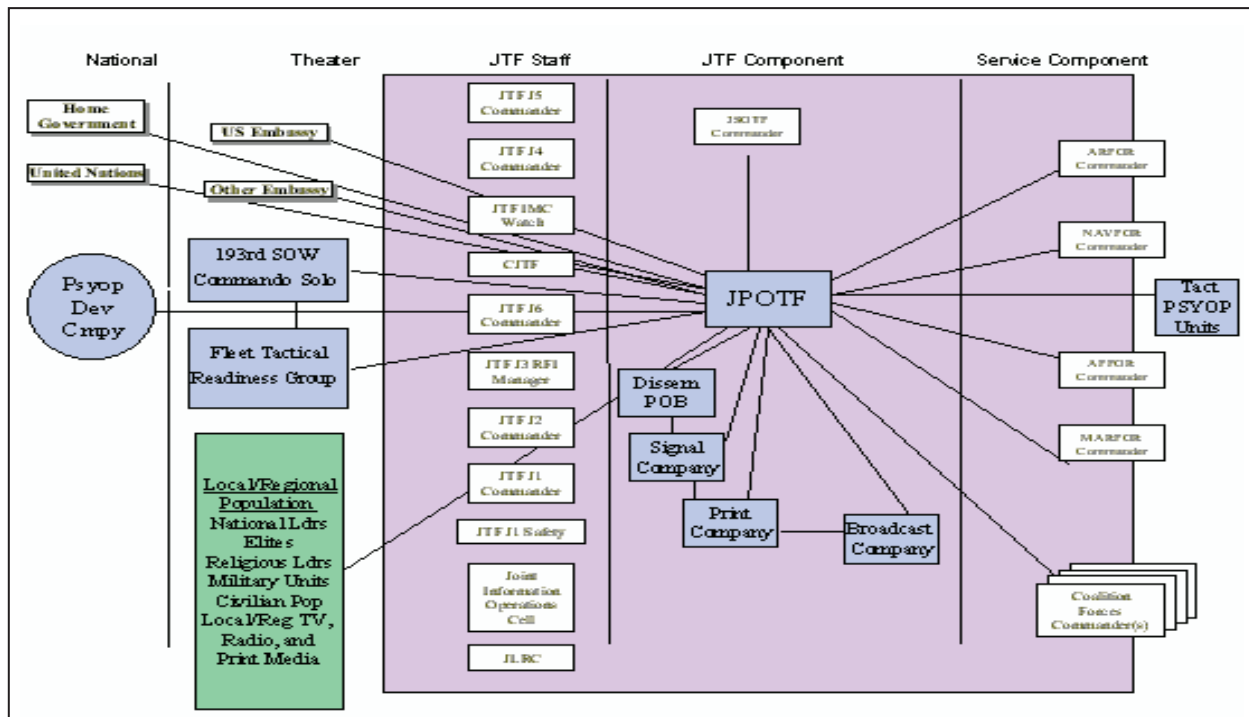 National
Theater
JTF Staff
JTF Component
Service Component
Home
Government
United Nations
Psyop
Dev
Cmpy
US Embassy
Other Embassy
193rd SOW
Commando Solo
Fleet Tactical
Readiness Group
Local/Regional
Population
National Ldrs
Elites
Religious Ldrs
Military Units
Civilian Pop
Local/Reg TV,
Radio, and
Print Media
JTF J5
Commander
JTF J4
Commander
JTF IMC
Watch
CJTF
JTF J6
Commander
JTF J3 RFI
Manager
JTF J2
Commander
JTF J1
Commander
JTF J1 Safety
Joint
Information
Operations
Cell
JLRC
JSOTF
Commander
JPOTF
Dissem
POB
Signal
Company
Print
Company
Broadcast
Company
ARFOR
Commander
NAVFOR
Commander
Tact
PSYOP
Units
AFFOR
Commander
MARFOR
Commander
Coalition
Forces
Commander(s)